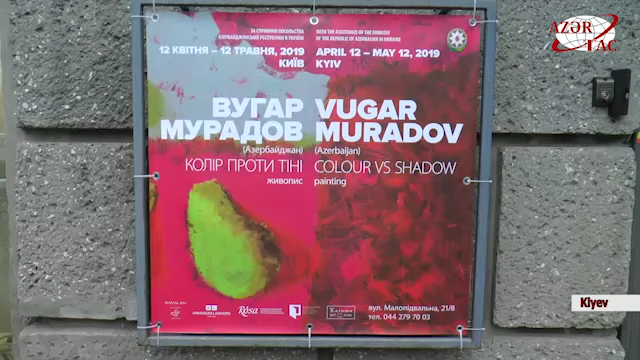 ЗА СПРИЯННЯ ПОСОЛЬСТВА
АЗЕРБАЙДЖАНСЬКОЇ РЕСПУБЛІКИ В УКРАЇНІ
12 КВІТНЯ – 12 ТРАВНЯ, 2019
КИЇВ
WITH THE ASSISTANCE OF THE EMBASSY
OF THE REPUBLIC OF AZERBAIJAN IN UKRAINE
APRIL 12 – MAY 12, 2019
KYIV
ВУГАР
МУРАДОВ
(Азербайджан)
КОЛІР ПРОТИ ТІНІ
живопис
VUGAR
MURADOV
(Azerbaijan)
COLOUR VS SHADOW
painting
Rósa
вул. Малопідвальна, 21/8
тел. 044 279 70 03
AZƏRTAC
Kiyev